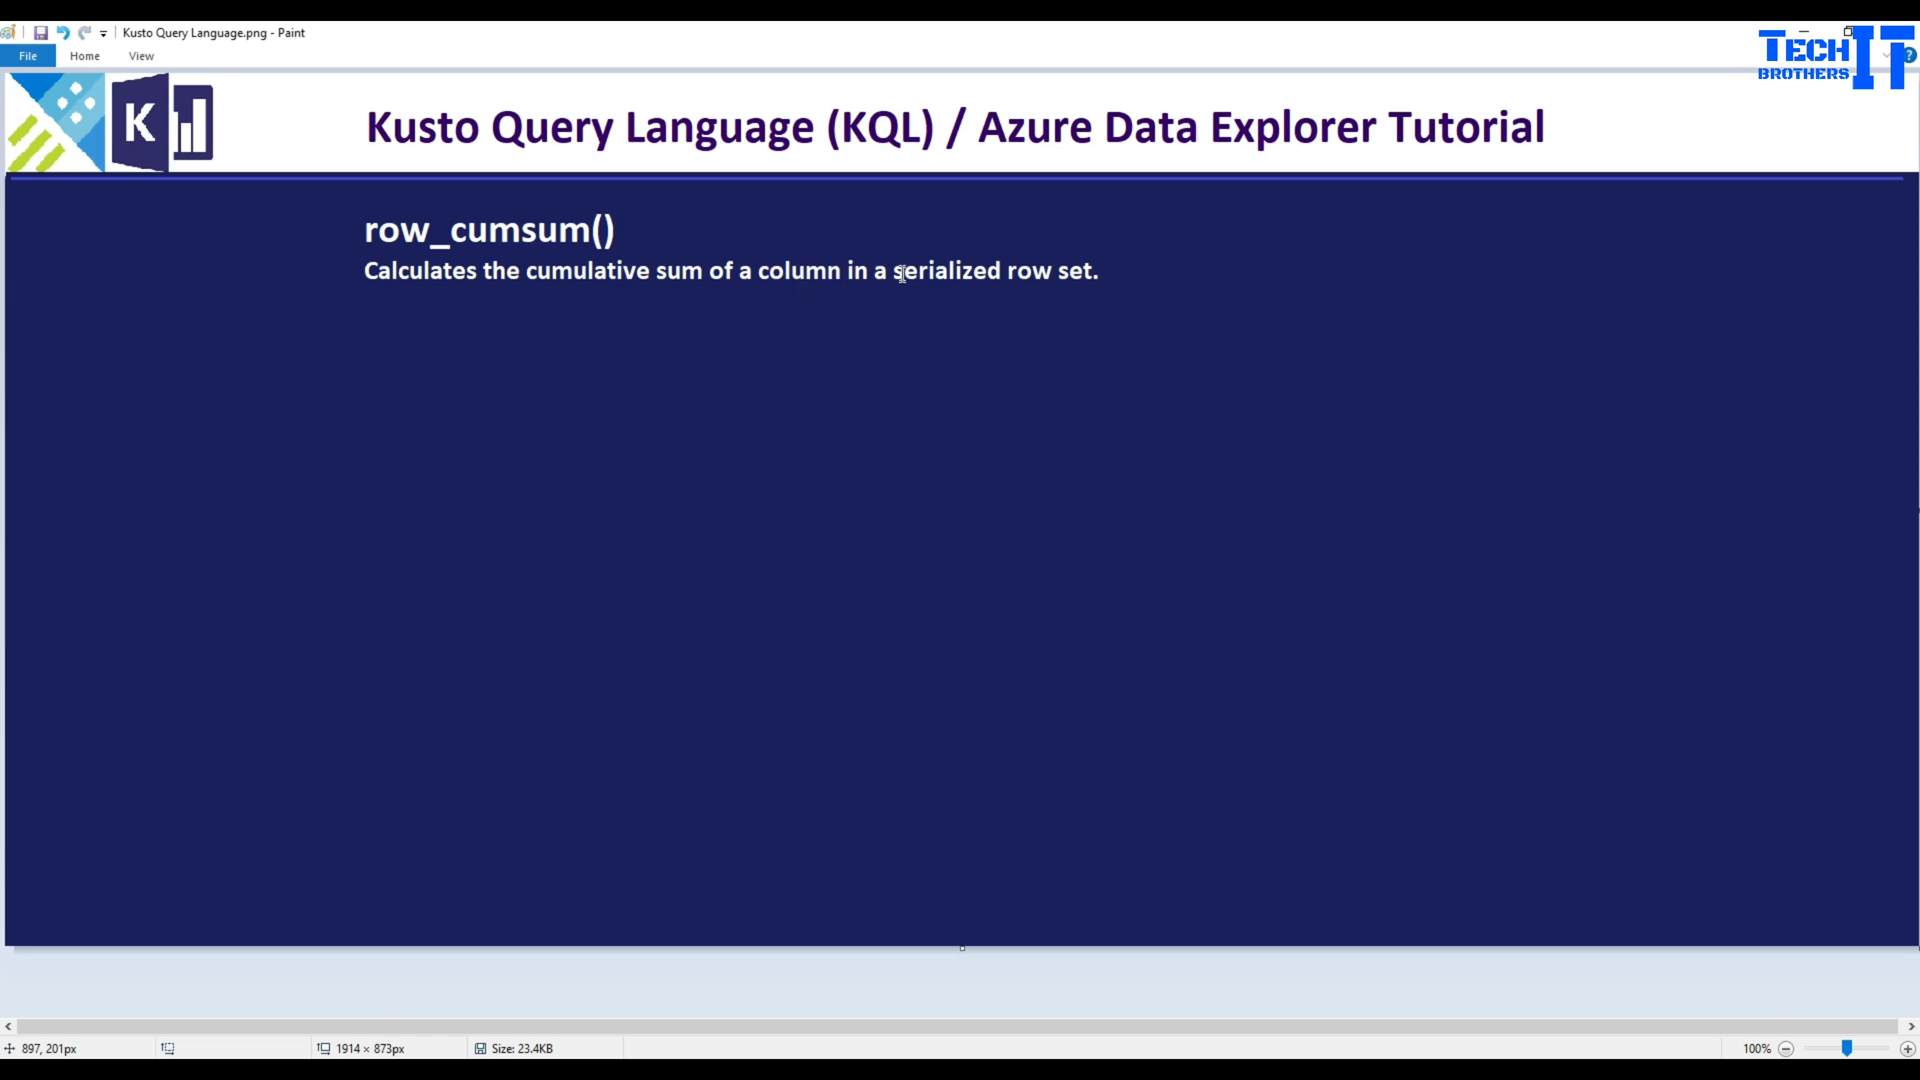 Kusto Query Language.png - Paint
File Home View
TECH IT
BROTHERS
K
Kusto Query Language (KQL) / Azure Data Explorer Tutorial
row_cumsum()
Calculates the cumulative sum of a column in a serialized row set.
897, 201px 1914 × 873px Size: 23.4KB 100%